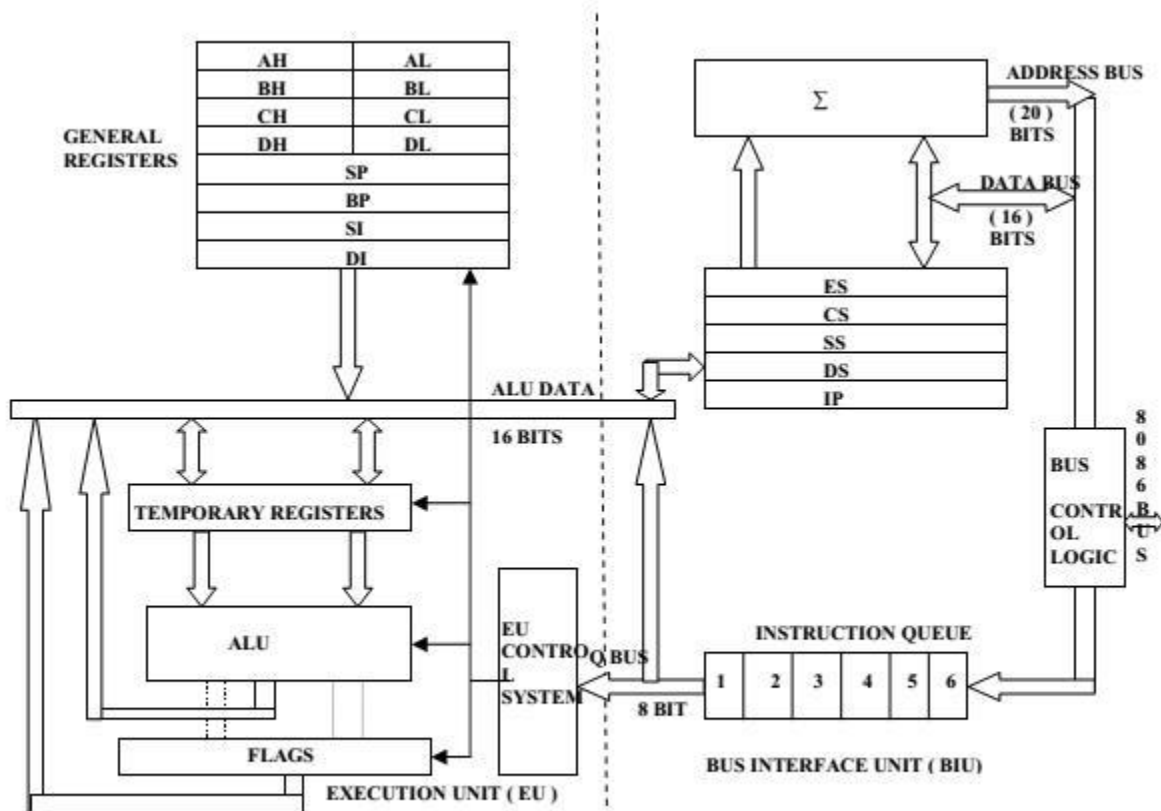 AH AL
BH BL
CH CL
DH DL
SP
BP
SI
DI
GENERAL
REGISTERS
Σ
ADDRESS BUS
( 20 )
BITS
DATA BUS
( 16 )
BITS
ES
CS
SS
DS
IP
ALU DATA
16 BITS
TEMPORARY REGISTERS
ALU
FLAGS
EU
CONTRO
L
SYSTEM
Q BUS
8 BIT
INSTRUCTION QUEUE
1 2 3 4 5 6
BUS
CONTR
OL
LOGIC
8
0
8
6
B
U
S
EXECUTION UNIT ( EU )
BUS INTERFACE UNIT ( BIU)